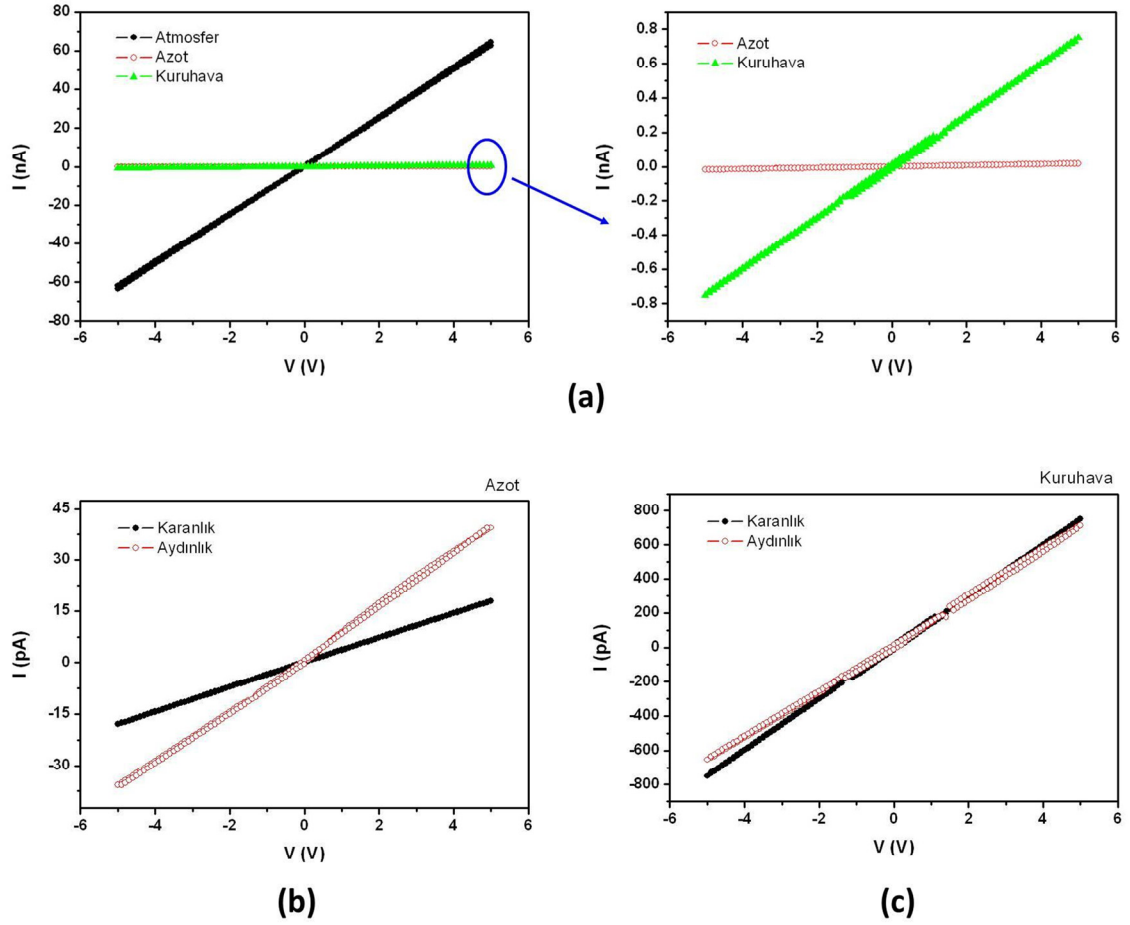 80
60
40
20
0
-20
-40
-60
-80
I (nA)
Atmosfer
Azot
Kuruhava
-6 -4 -2 0 2 4 6
V (V)
0.8
0.6
0.4
0.2
0.0
-0.2
-0.4
-0.6
-0.8
I (nA)
Azot
Kuruhava
-6 -4 -2 0 2 4 6
V (V)
(a)
Azot
45
30
15
0
-15
-30
I (pA)
Karanlık
Aydınlık
-6 -4 -2 0 2 4 6
V (V)
(b)
Kuruhava
800
600
400
200
0
-200
-400
-600
-800
I (pA)
Karanlık
Aydınlık
-6 -4 -2 0 2 4 6
V (V)
(c)